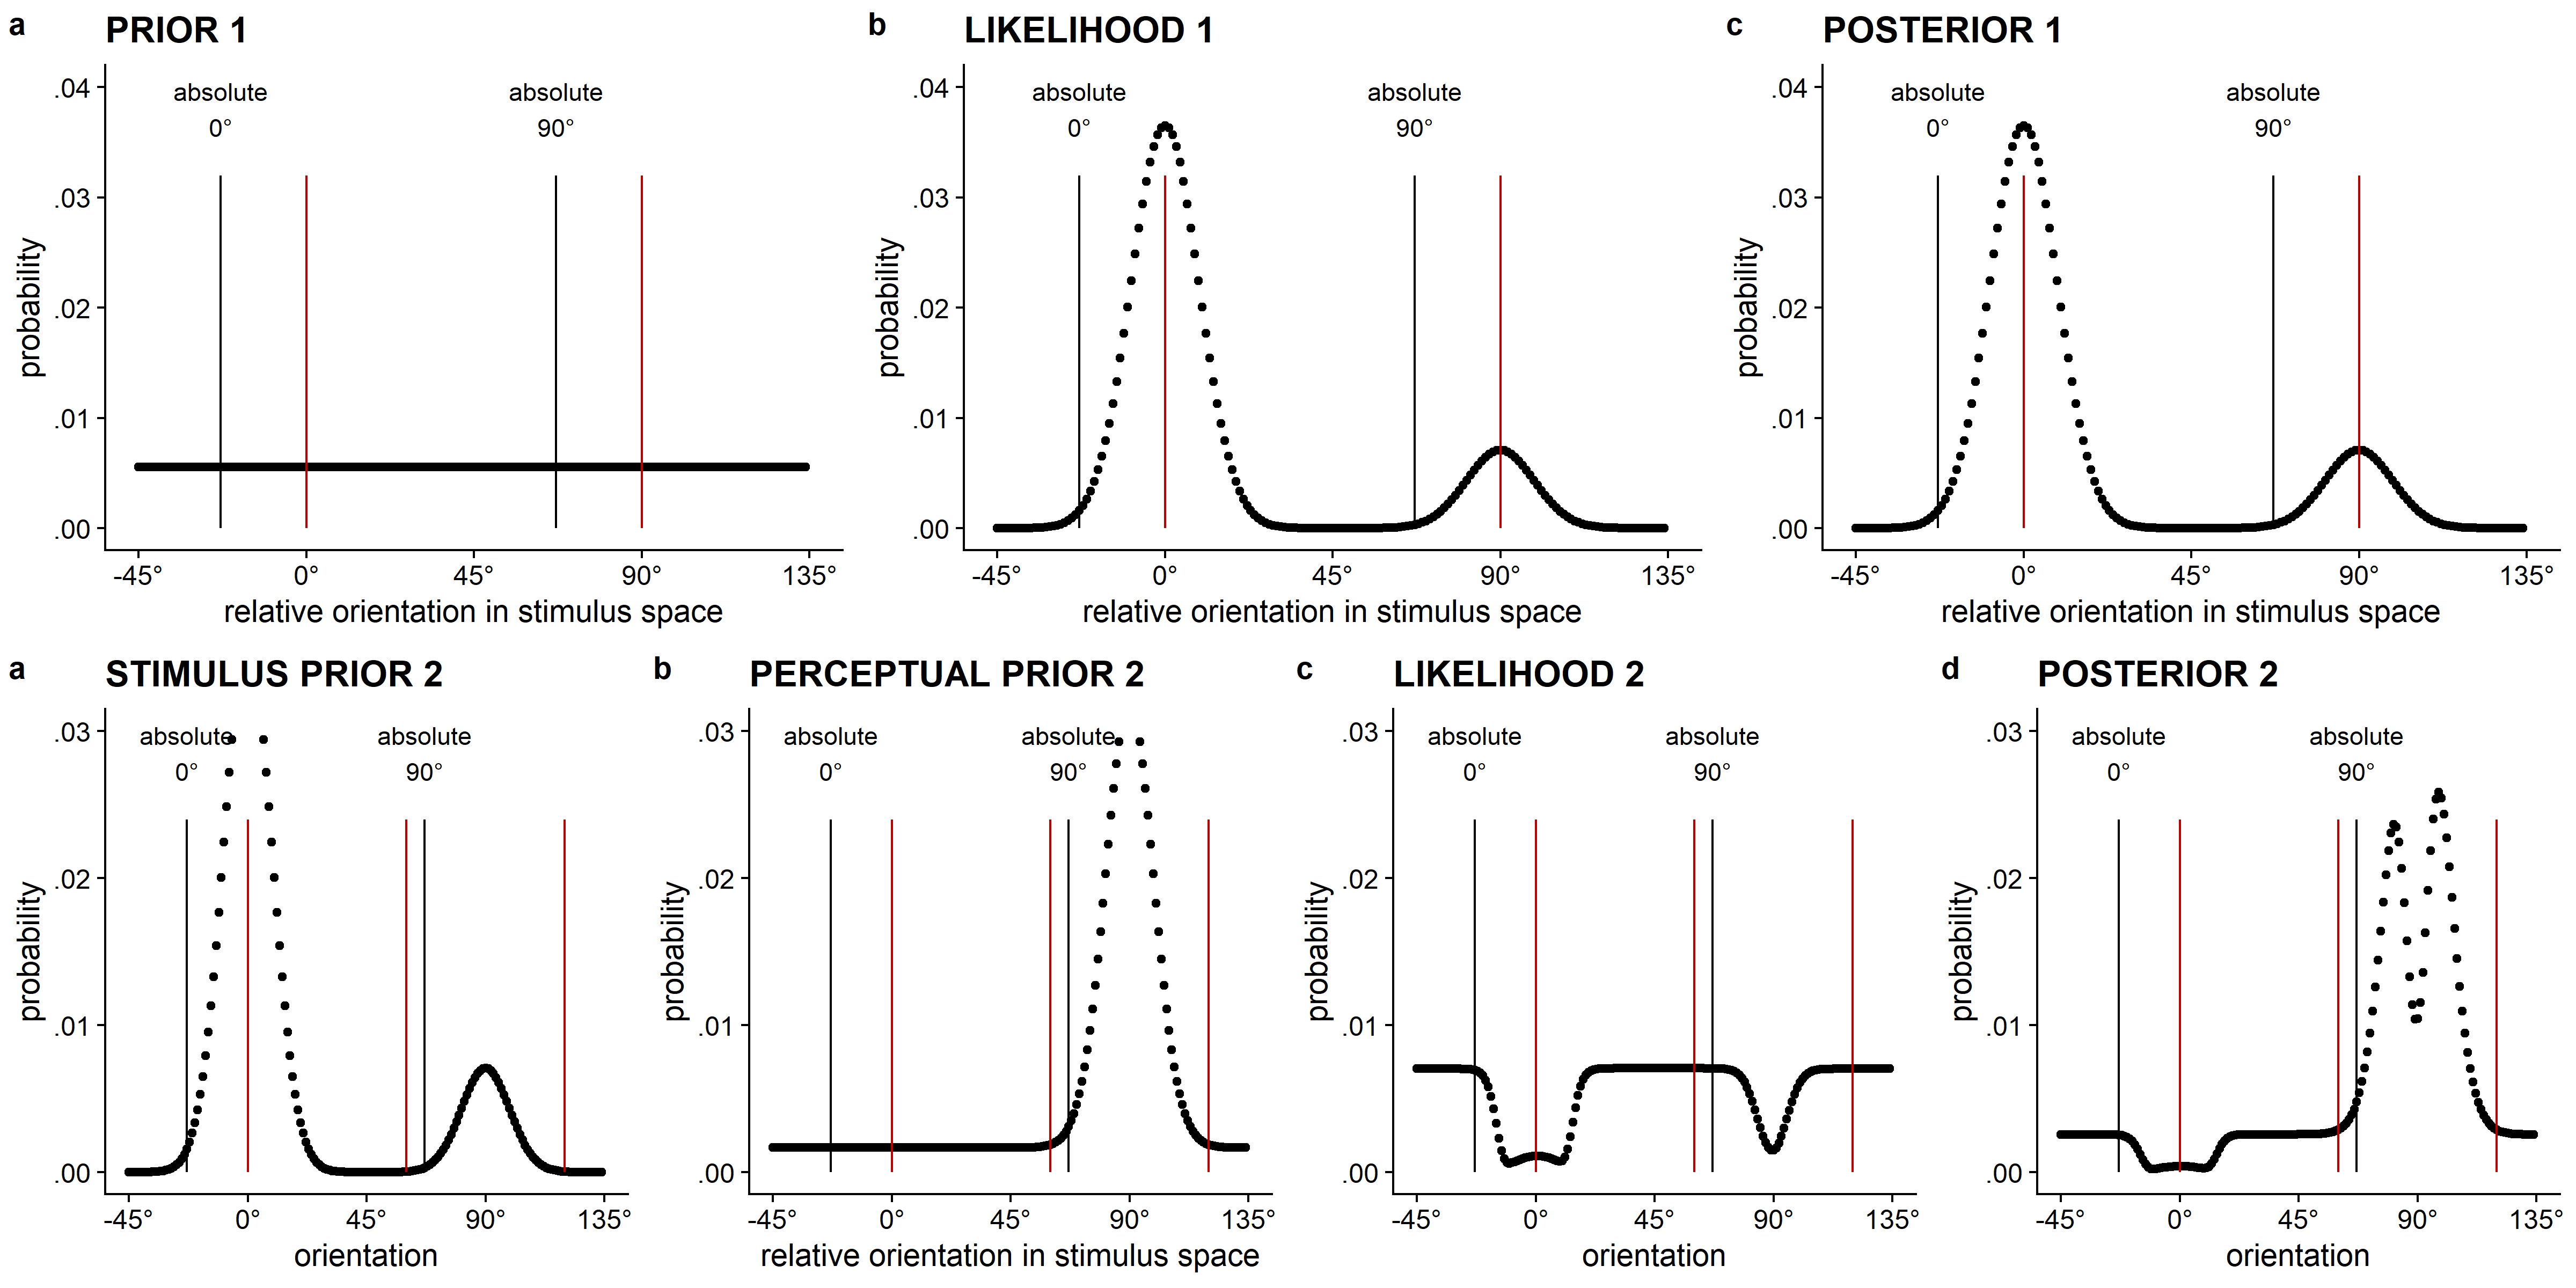 a PRIOR 1
absolute absolute
0° 90°
.04
.03
.02
.01
.00
probability
-45° 0° 45° 90° 135°
relative orientation in stimulus space
b LIKELIHOOD 1
absolute absolute
0° 90°
.04
.03
.02
.01
.00
probability
-45° 0° 45° 90° 135°
relative orientation in stimulus space
c POSTERIOR 1
absolute absolute
0° 90°
.04
.03
.02
.01
.00
probability
-45° 0° 45° 90° 135°
relative orientation in stimulus space
a STIMULUS PRIOR 2
absolute absolute
0° 90°
.03
.02
.01
.00
probability
-45° 0° 45° 90° 135°
orientation
b PERCEPTUAL PRIOR 2
absolute absolute
0° 90°
.03
.02
.01
.00
probability
-45° 0° 45° 90° 135°
relative orientation in stimulus space
c LIKELIHOOD 2
absolute absolute
0° 90°
.03
.02
.01
.00
probability
-45° 0° 45° 90° 135°
orientation
d POSTERIOR 2
absolute absolute
0° 90°
.03
.02
.01
.00
probability
-45° 0° 45° 90° 135°
orientation